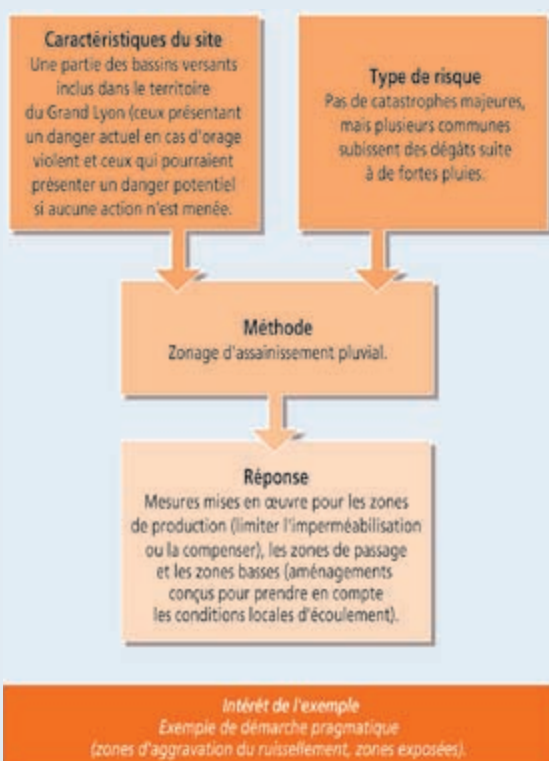 Caractéristiques du site
Une partie des bassins versants
inclus dans le territoire
du Grand Lyon (ceux présentant
un danger actuel en cas d'orage
violent et ceux qui pourraient
présenter un danger potentiel
si aucune action n'est menée.
Type de risque
Pas de catastrophes majeures,
mais plusieurs communes
subissent des dégâts suite
à de fortes pluies.
Méthode
Zonage d'assainissement pluvial.
Réponse
Mesures mises en œuvre pour les zones
de production (limiter l'imperméabilisation
ou la compenser), les zones de passage
et les zones basses (aménagements
conçus pour prendre en compte
les conditions locales d'écoulement).
Intérêt de l'exemple
Exemple de démarche pragmatique
(zones d'aggravation du ruissellement, zones exposées).